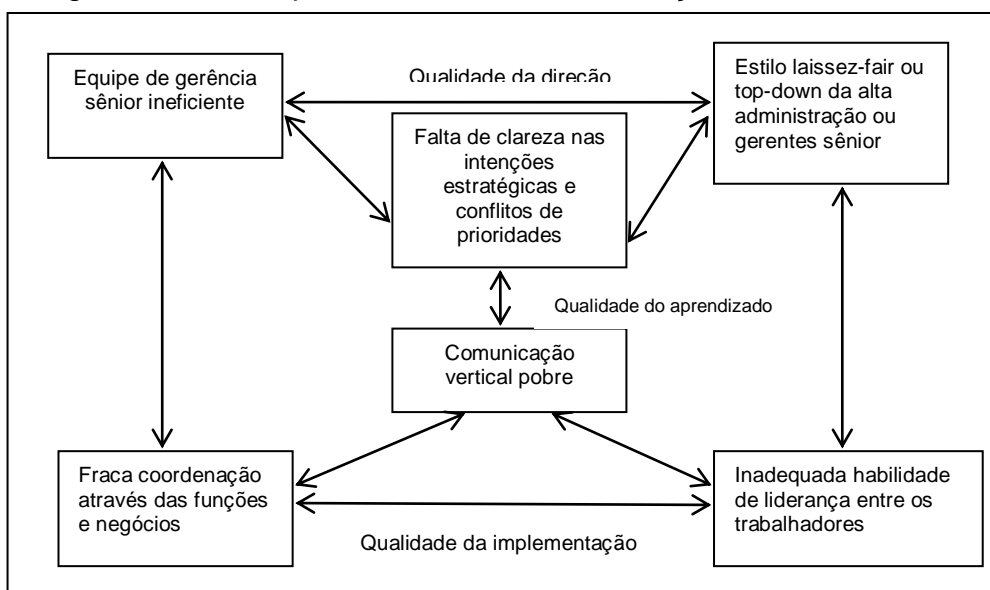 Equipe de gerência
sênior ineficiente
Qualidade da direção
Estilo laissez-fair ou
top-down da alta
administração ou
gerentes sênior
Falta de clareza nas
intenções
estratégicas e
conflitos de
prioridades
Qualidade do aprendizado
Comunicação
vertical pobre
Fraca coordenação
através das funções
e negócios
Inadequada habilidade
de liderança entre os
trabalhadores
Qualidade da implementação